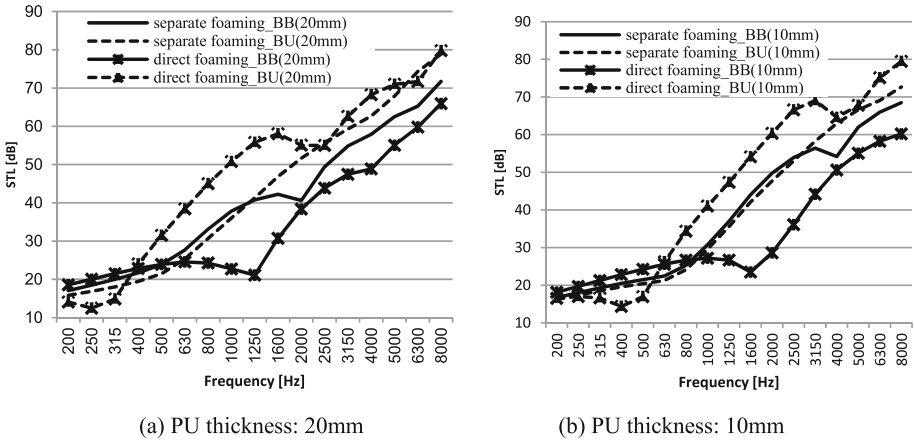 separate foaming_BB(20mm)
separate foaming_BU(20mm)
direct foaming_BB(20mm)
direct foaming_BU(20mm)
STL [dB]
90
80
70
60
50
40
30
20
10
200 250 315 400 500 630 800 1000 1250 1600 2000 2500 3150 4000 5000 6300 8000
Frequency [Hz]
(a) PU thickness: 20mm
separate foaming_BB(10mm)
separate foaming_BU(10mm)
direct foaming_BB(10mm)
direct foaming_BU(10mm)
STL [dB]
90
80
70
60
50
40
30
20
10
200 250 315 400 500 630 800 1000 1250 1600 2000 2500 3150 4000 5000 6300 8000
Frequency [Hz]
(b) PU thickness: 10mm